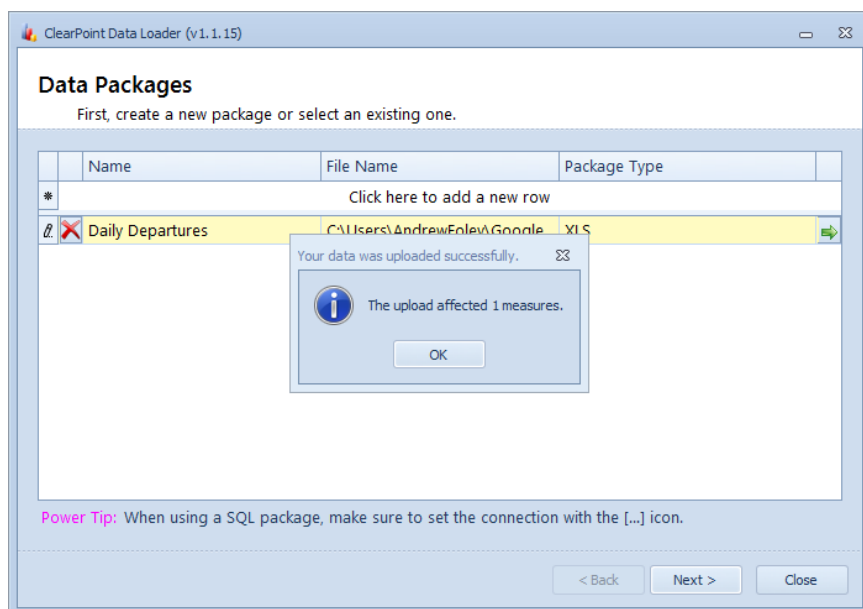 ClearPoint Data Loader (v1.1.15)
Data Packages
First, create a new package or select an existing one.
Name File Name Package Type
Click here to add a new row
Daily Departures C:\Users\AndrewFoley\Google XLS
Your data was uploaded successfully.
The upload affected 1 measures.
OK
Power Tip: When using a SQL package, make sure to set the connection with the [...] icon.
< Back Next > Close